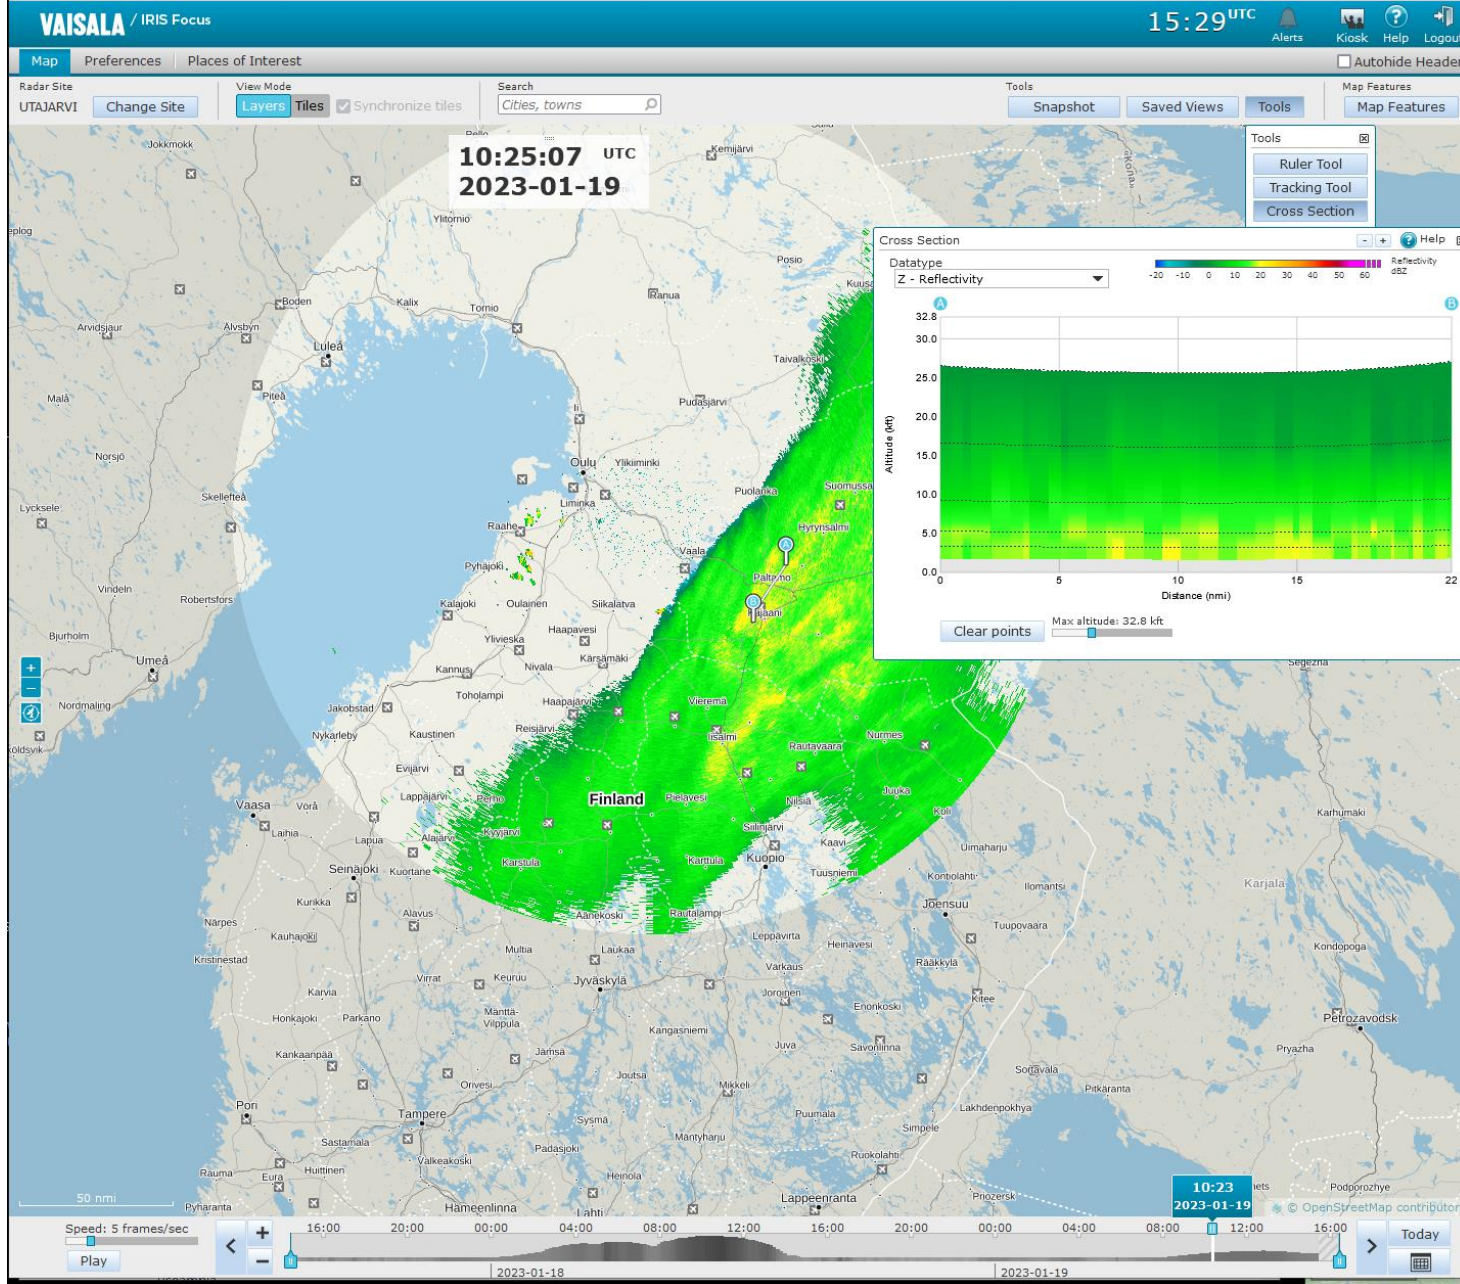 VAISALA / IRIS Focus
15:29 UTC
Alerts
Kiosk
Help
Logout
Map
Preferences
Places of Interest
Autohide Header
Radar Site
UTAJARVI
Change Site
View Mode
Layers
Tiles
Synchronize tiles
Search
Cities, towns
Tools
Snapshot
Saved Views
Tools
Map Features
Map Features
10:25:07 UTC
2023-01-19
Tools
Ruler Tool
Tracking Tool
Cross Section
Cross Section
- + Help
Datatype
Z - Reflectivity
-20 -10 0 10 20 30 40 50 60
Reflectivity
dBZ
A
B
32.8
30.0
25.0
20.0
15.0
10.0
5.0
0.0
Altitude (kft)
0 5 10 15 22
Distance (nmi)
Clear points
Max altitude: 32.8 kft
Jokkmokk
Kemijärvi
Ylitornio
Posio
Boden
Kalix
Tornio
Ranua
Arvidsjaur
Älvsbyn
Luleå
Taivalkoski
Malå
Piteå
Pudasjärvi
Ii
Norsjö
Oulu
Ylikiiminki
Skellefteå
Puolanka
Suomussa
Lycksele
Liminka
Raahe
Hyrynsalmi
Vaala
A
Pyhäjoki
Paltamo
Vindeln
Robertsfors
Kalajoki
Oulainen
Siikalatva
B
Bjurholm
Ylivieska
Haapavesi
Umeå
Kannus
Nivala
Kärsämäki
Segezha
Nordmaling
Toholampi
Jakobstad
Haapajärvi
Vieremä
Nykarleby
Kaustinen
Reisjärvi
Iisalmi
Nurmes
Rautavaara
Evijärvi
Lappajärvi
Perho
Finland
Pielavesi
Nilsiä
Juuka
Vaasa
Vörå
Koli
Karhumäki
Laihia
Lapua
Alajärvi
Kyyjärvi
Siilinjärvi
Kaavi
Uimaharju
Seinäjoki
Kuortane
Karstula
Karttula
Kuopio
Tuusniemi
Kontiolahti
Ilomantsi
Karjala
Kurikka
Joensuu
Närpes
Alavus
Äänekoski
Rautalampi
Tuupovaara
Kauhajoki
Leppävirta
Heinävesi
Kondopoga
Kristinestad
Multia
Laukaa
Virrat
Keuruu
Jyväskylä
Varkaus
Rääkkylä
Karvia
Joroinen
Kitee
Honkajoki
Parkano
Mänttä-
Vilppula
Kangasniemi
Enonkoski
Petrozavodsk
Kankaanpää
Jämsä
Juva
Savonlinna
Pryazha
Orivesi
Joutsa
Mikkeli
Sortavala
Pitkäranta
Pori
Tampere
Sysmä
Puumala
Lakhdenpokhya
Sastamala
Padasjoki
Mäntyharju
Simpele
Valkeakoski
Ruokolahti
Rauma
Eura
Huittinen
Heinola
Podporozhye
50 nmi
Pyharanta
Hämeenlinna
Lahti
Lappeenranta
Priozersk
10:23
2023-01-19
© OpenStreetMap contributor
Speed: 5 frames/sec
Play
16:00 20:00 00:00 04:00 08:00 12:00 16:00 20:00 00:00 04:00 08:00 12:00 16:00
2023-01-18
2023-01-19
Today